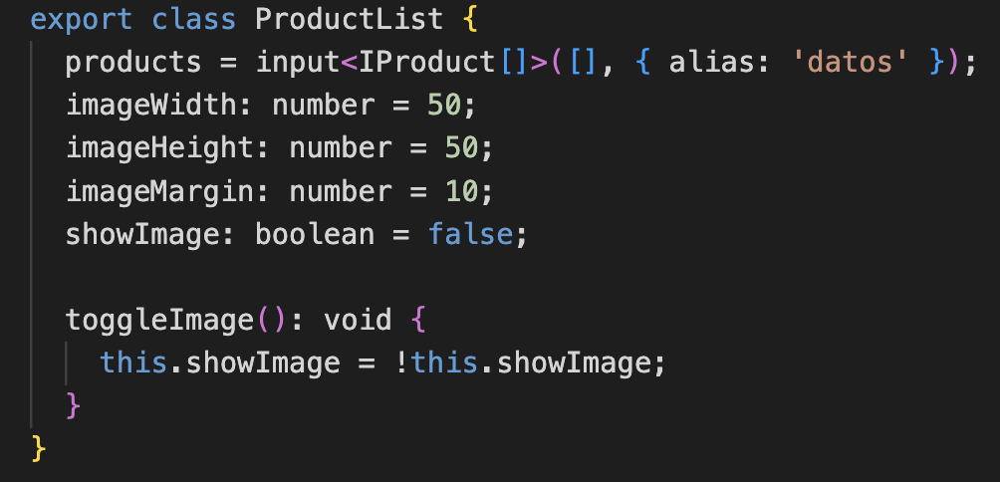 export class ProductList {
  products = input<IProduct[]>([], { alias: 'datos' });
  imageWidth: number = 50;
  imageHeight: number = 50;
  imageMargin: number = 10;
  showImage: boolean = false;

  toggleImage(): void {
    this.showImage = !this.showImage;
  }
}